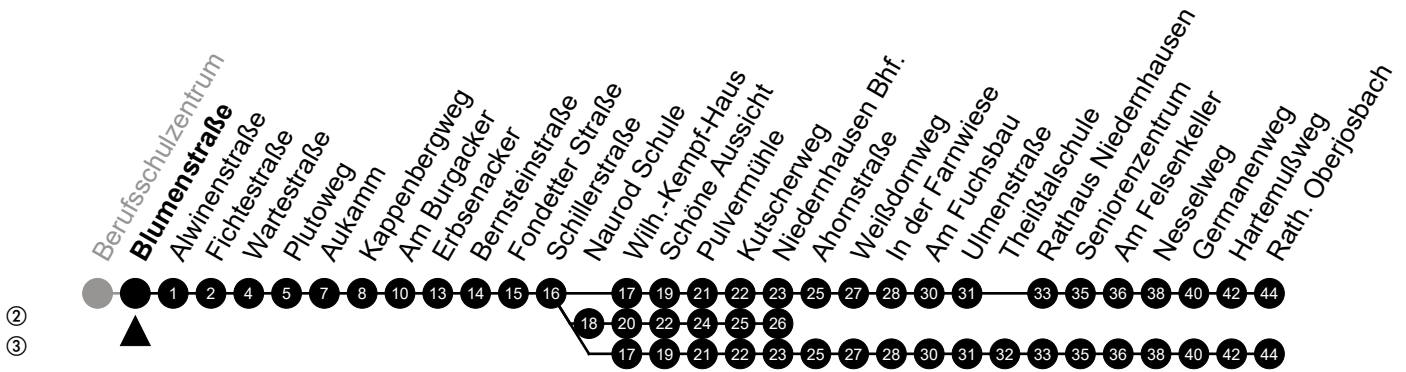 Berufsschulzentrum
Blumenstraße
Alwinenstraße
Fichtestraße
Wartestraße
Plutoweg
Aukamm
Kappenbergweg
Am Burgacker
Erbsenacker
Bernsteinstraße
Fondetter Straße
Schillerstraße
Naurod Schule
Wilh.-Kempf-Haus
Schöne Aussicht
Pulvermühle
Kutscherweg
Niedernhausen Bhf.
Ahornstraße
Weißdornweg
In der Farnwiese
Am Fuchsbau
Ulmenstraße
Theißtalschule
Rathaus Niedernhausen
Seniorenzentrum
Am Felsenkeller
Nesselweg
Germanenweg
Hartemußweg
Rath. Oberjosbach
1 2 4 5 7 8 10 13 14 15 16 17 19 21 22 23 25 27 28 30 31 33 35 36 38 40 42 44
② 18 20 22 24 25 26
③ 17 19 21 22 23 25 27 28 30 31 32 33 35 36 38 40 42 44